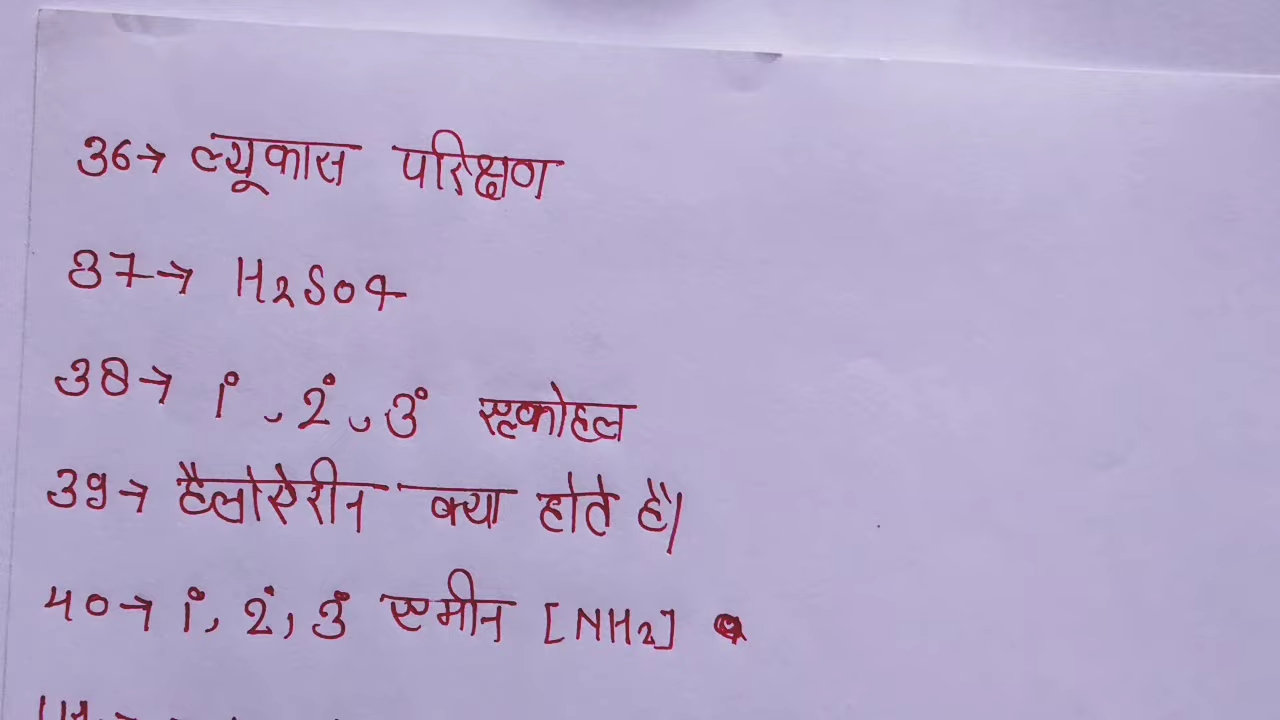 36→ ल्यूकास परिक्षण
37→ H2SO4
38→ 1°, 2°, 3° एल्कोहल
39→ हैलोऐरीन क्या होते है।
40→ 1°, 2°, 3° एमीन [NH2]